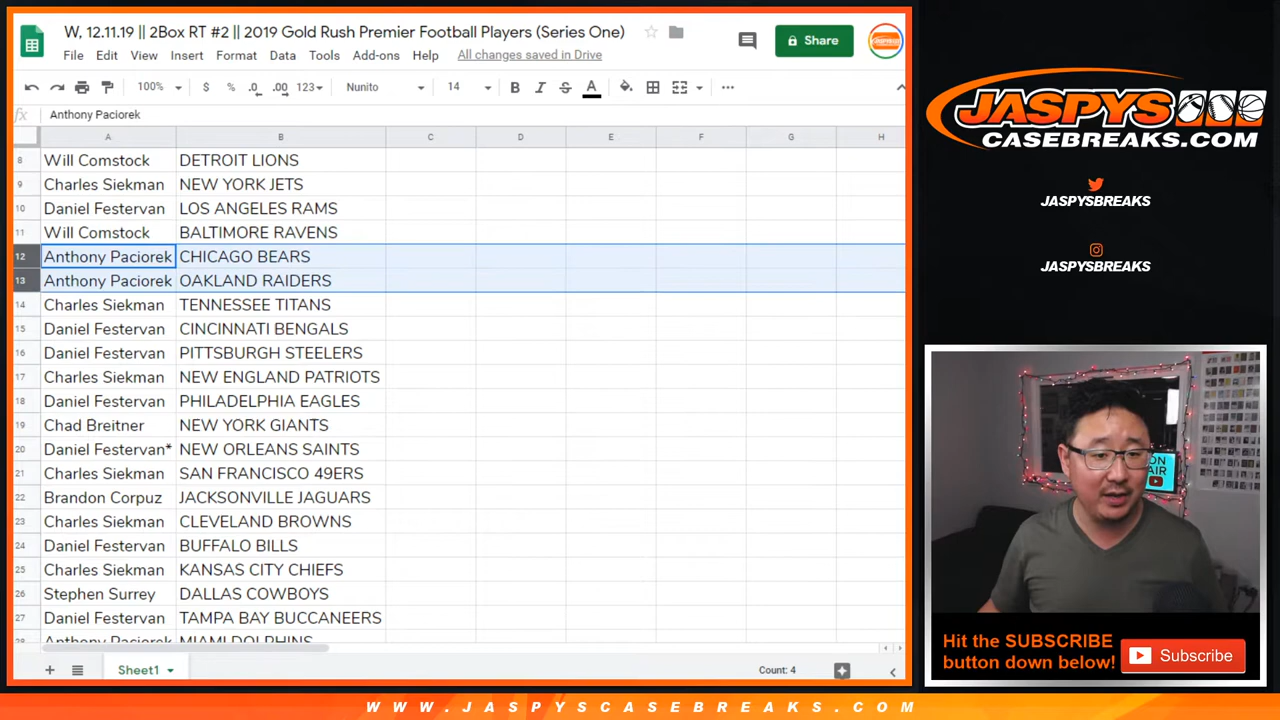 W, 12.11.19 || 2Box RT #2 || 2019 Gold Rush Premier Football Players (Series One)
File Edit View Insert Format Data Tools Add-ons Help All changes saved in Drive
Share
100% $ % .0 .00 123 Nunito 14 B I S A
fx Anthony Paciorek
A B C D E F G H
8 Will Comstock DETROIT LIONS
9 Charles Siekman NEW YORK JETS
10 Daniel Festervan LOS ANGELES RAMS
11 Will Comstock BALTIMORE RAVENS
12 Anthony Paciorek CHICAGO BEARS
13 Anthony Paciorek OAKLAND RAIDERS
14 Charles Siekman TENNESSEE TITANS
15 Daniel Festervan CINCINNATI BENGALS
16 Daniel Festervan PITTSBURGH STEELERS
17 Charles Siekman NEW ENGLAND PATRIOTS
18 Daniel Festervan PHILADELPHIA EAGLES
19 Chad Breitner NEW YORK GIANTS
20 Daniel Festervan* NEW ORLEANS SAINTS
21 Charles Siekman SAN FRANCISCO 49ERS
22 Brandon Corpuz JACKSONVILLE JAGUARS
23 Charles Siekman CLEVELAND BROWNS
24 Daniel Festervan BUFFALO BILLS
25 Charles Siekman KANSAS CITY CHIEFS
26 Stephen Surrey DALLAS COWBOYS
27 Daniel Festervan TAMPA BAY BUCCANEERS
28 Anthony Paciorek MIAMI DOLPHINS
Sheet1
Count: 4
JASPYS
CASEBREAKS.COM
JASPYSBREAKS
JASPYSBREAKS
ON
AIR
Hit the SUBSCRIBE
button down below!
Subscribe
WWW.JASPYSCASEBREAKS.COM